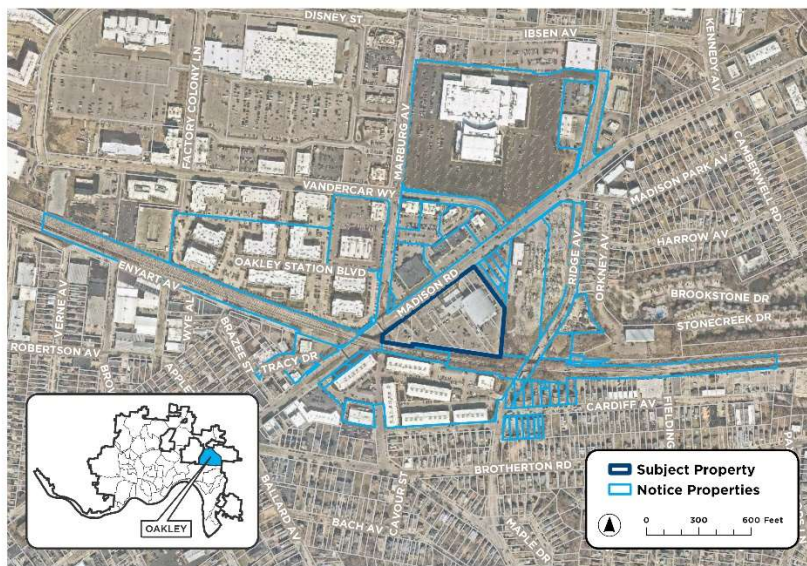 DISNEY ST
IBSEN AV
KENNEDY AV
FACTORY COLONY LN
MARBURG AV
CAMBERWELL RD
MADISON PARK AV
VANDERCAR WY
HARROW AV
OAKLEY STATION BLVD
MADISON RD
RIDGE AV
ORKNEY AV
ENYART AV
BROOKSTONE DR
STONECREEK DR
VERNE AV
WYE AL
BRAZEE ST
TRACY DR
ROBERTSON AV
CARDIFF AV
BROTHERTON RD
BALLARD AV
CAVOUR ST
BACH AV
MAPLE DR
OAKLEY
Subject Property
Notice Properties
0 300 600 Feet